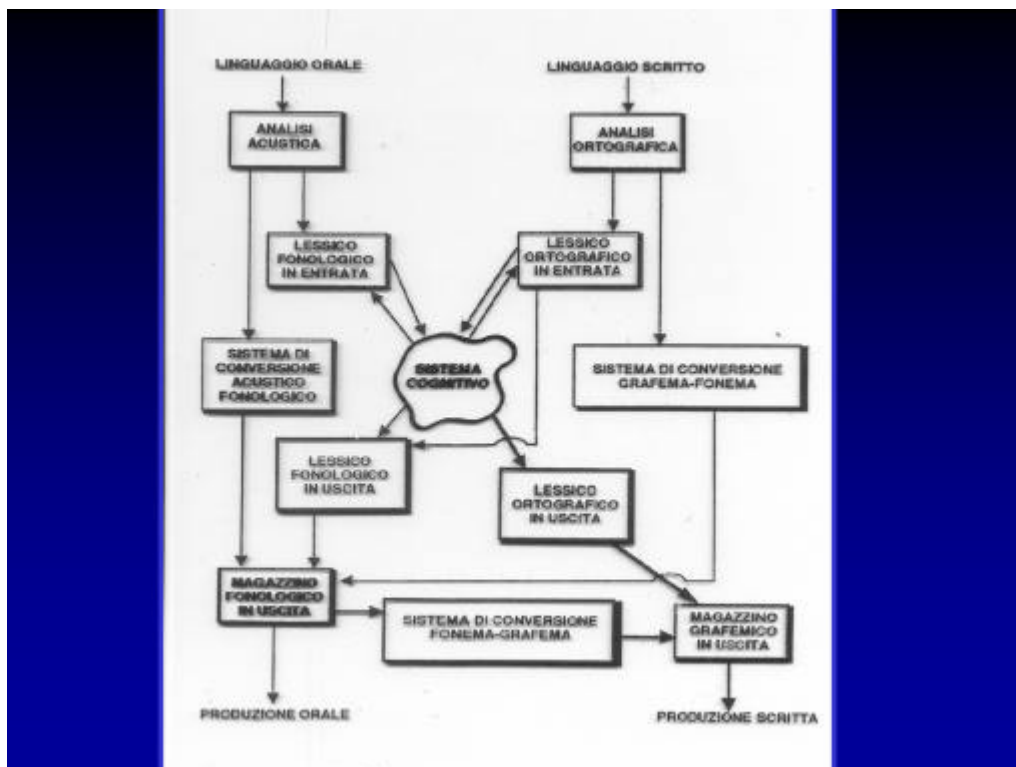 LINGUAGGIO ORALE
LINGUAGGIO SCRITTO
ANALISI
ACUSTICA
ANALISI
ORTOGRAFICA
LESSICO
FONOLOGICO
IN ENTRATA
LESSICO
ORTOGRAFICO
IN ENTRATA
SISTEMA DI
CONVERSIONE
ACUSTICO
FONOLOGICO
SISTEMA
COGNITIVO
SISTEMA DI CONVERSIONE
GRAFEMA-FONEMA
LESSICO
FONOLOGICO
IN USCITA
LESSICO
ORTOGRAFICO
IN USCITA
MAGAZZINO
FONOLOGICO
IN USCITA
SISTEMA DI CONVERSIONE
FONEMA-GRAFEMA
MAGAZZINO
GRAFEMICO
IN USCITA
PRODUZIONE ORALE
PRODUZIONE SCRITTA